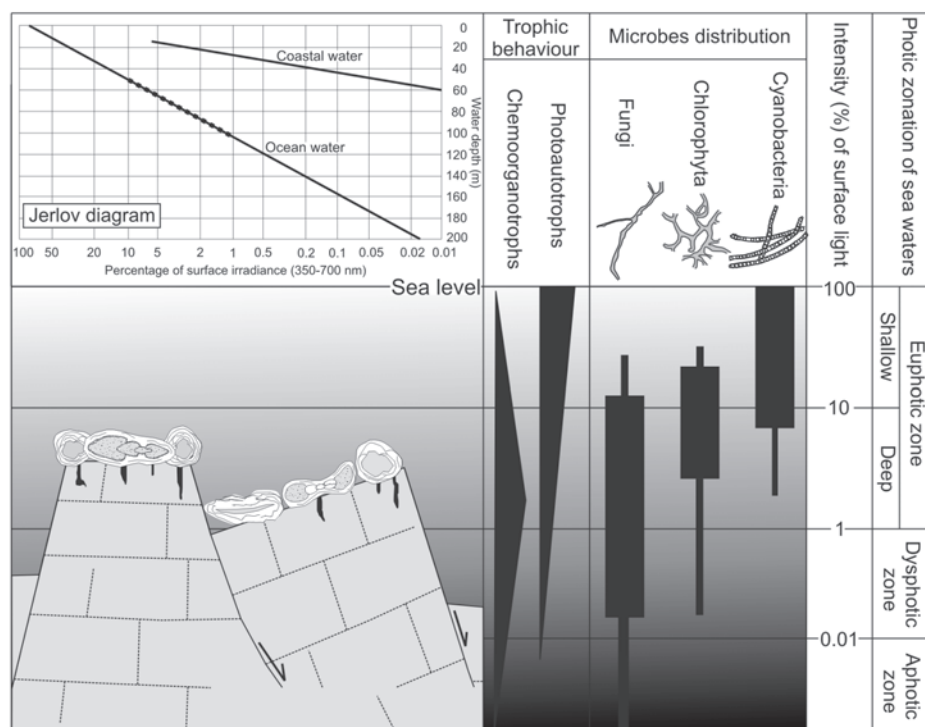 0
20
40
60
80
100
120
140
160
180
200
Water depth (m)
Coastal water
Ocean water
Jerlov diagram
100 50 20 10 5 2 1 0.5 0.2 0.1 0.05 0.02 0.01
Percentage of surface irradiance (350-700 nm)
Sea level
Trophic
behaviour
Chemoorganotrophs
Photoautotrophs
Microbes distribution
Fungi
Chlorophyta
Cyanobacteria
Intensity (%) of surface light
Photic zonation of sea waters
100
10
1
0.01
Shallow
Deep
Euphotic zone
Dysphotic
zone
Aphotic
zone